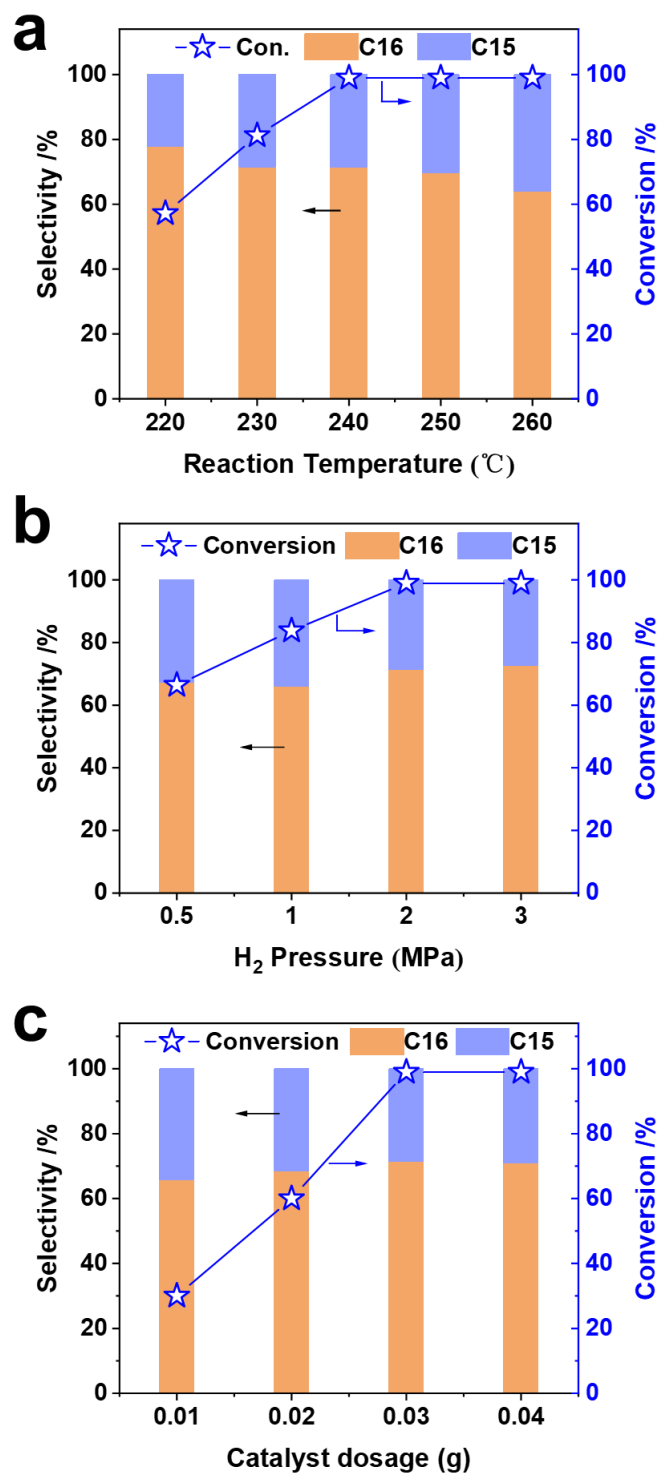 a
Con. C16 C15
100 100
80 80
60 60
40 40
20 20
0 0
Selectivity /%
Conversion /%
220 230 240 250 260
Reaction Temperature (℃)
b
Conversion C16 C15
100 100
80 80
60 60
40 40
20 20
0 0
Selectivity /%
Conversion /%
0.5 1 2 3
H₂ Pressure (MPa)
c
Conversion C16 C15
100 100
80 80
60 60
40 40
20 20
0 0
Selectivity /%
Conversion /%
0.01 0.02 0.03 0.04
Catalyst dosage (g)